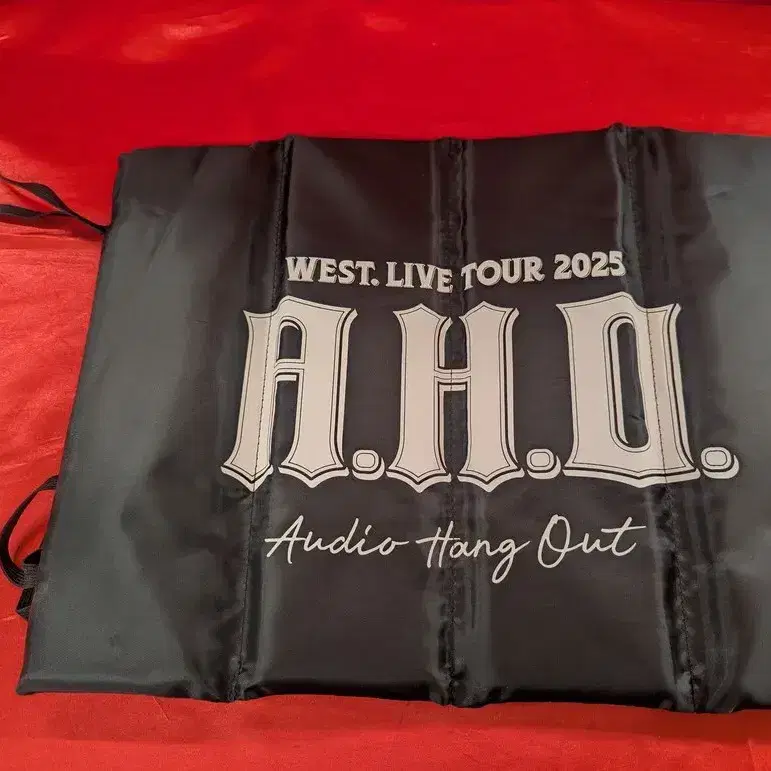 WEST. LIVE TOUR 2025
A.H.O.
Audio Hang Out